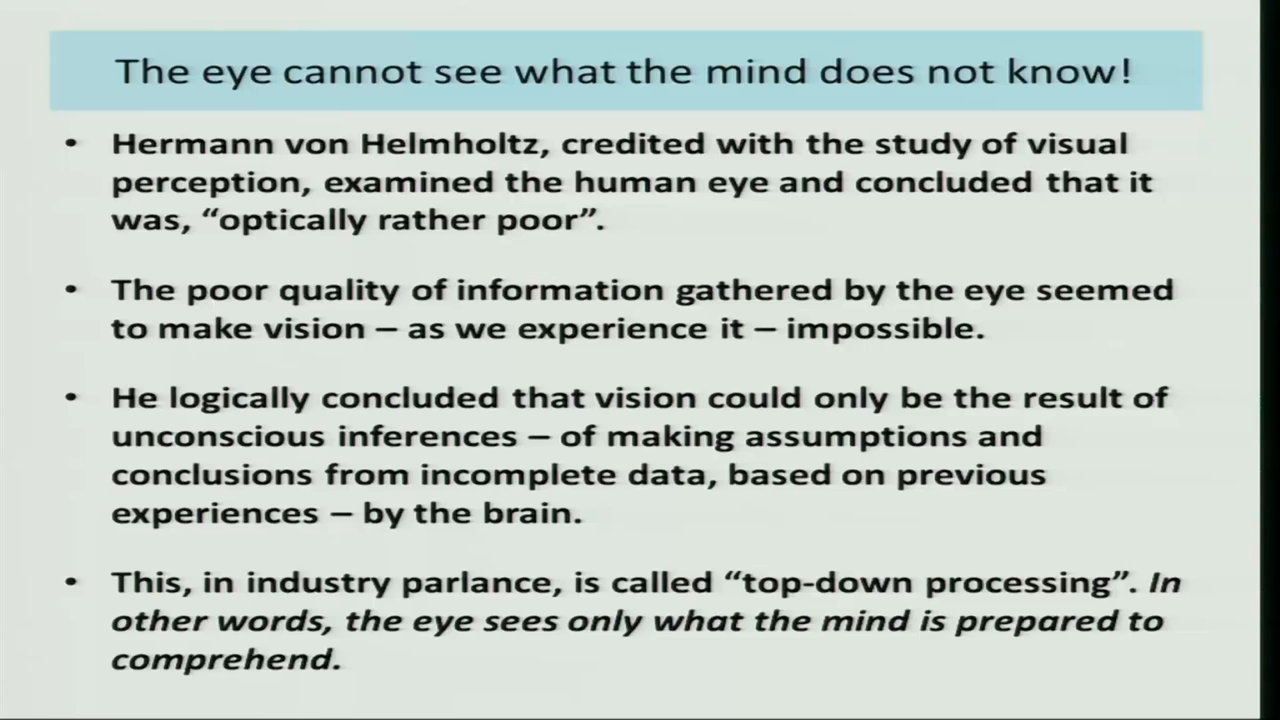 The eye cannot see what the mind does not know!
• Hermann von Helmholtz, credited with the study of visual
perception, examined the human eye and concluded that it
was, “optically rather poor”.
• The poor quality of information gathered by the eye seemed
to make vision – as we experience it – impossible.
• He logically concluded that vision could only be the result of
unconscious inferences – of making assumptions and
conclusions from incomplete data, based on previous
experiences – by the brain.
• This, in industry parlance, is called “top-down processing”. In
other words, the eye sees only what the mind is prepared to
comprehend.